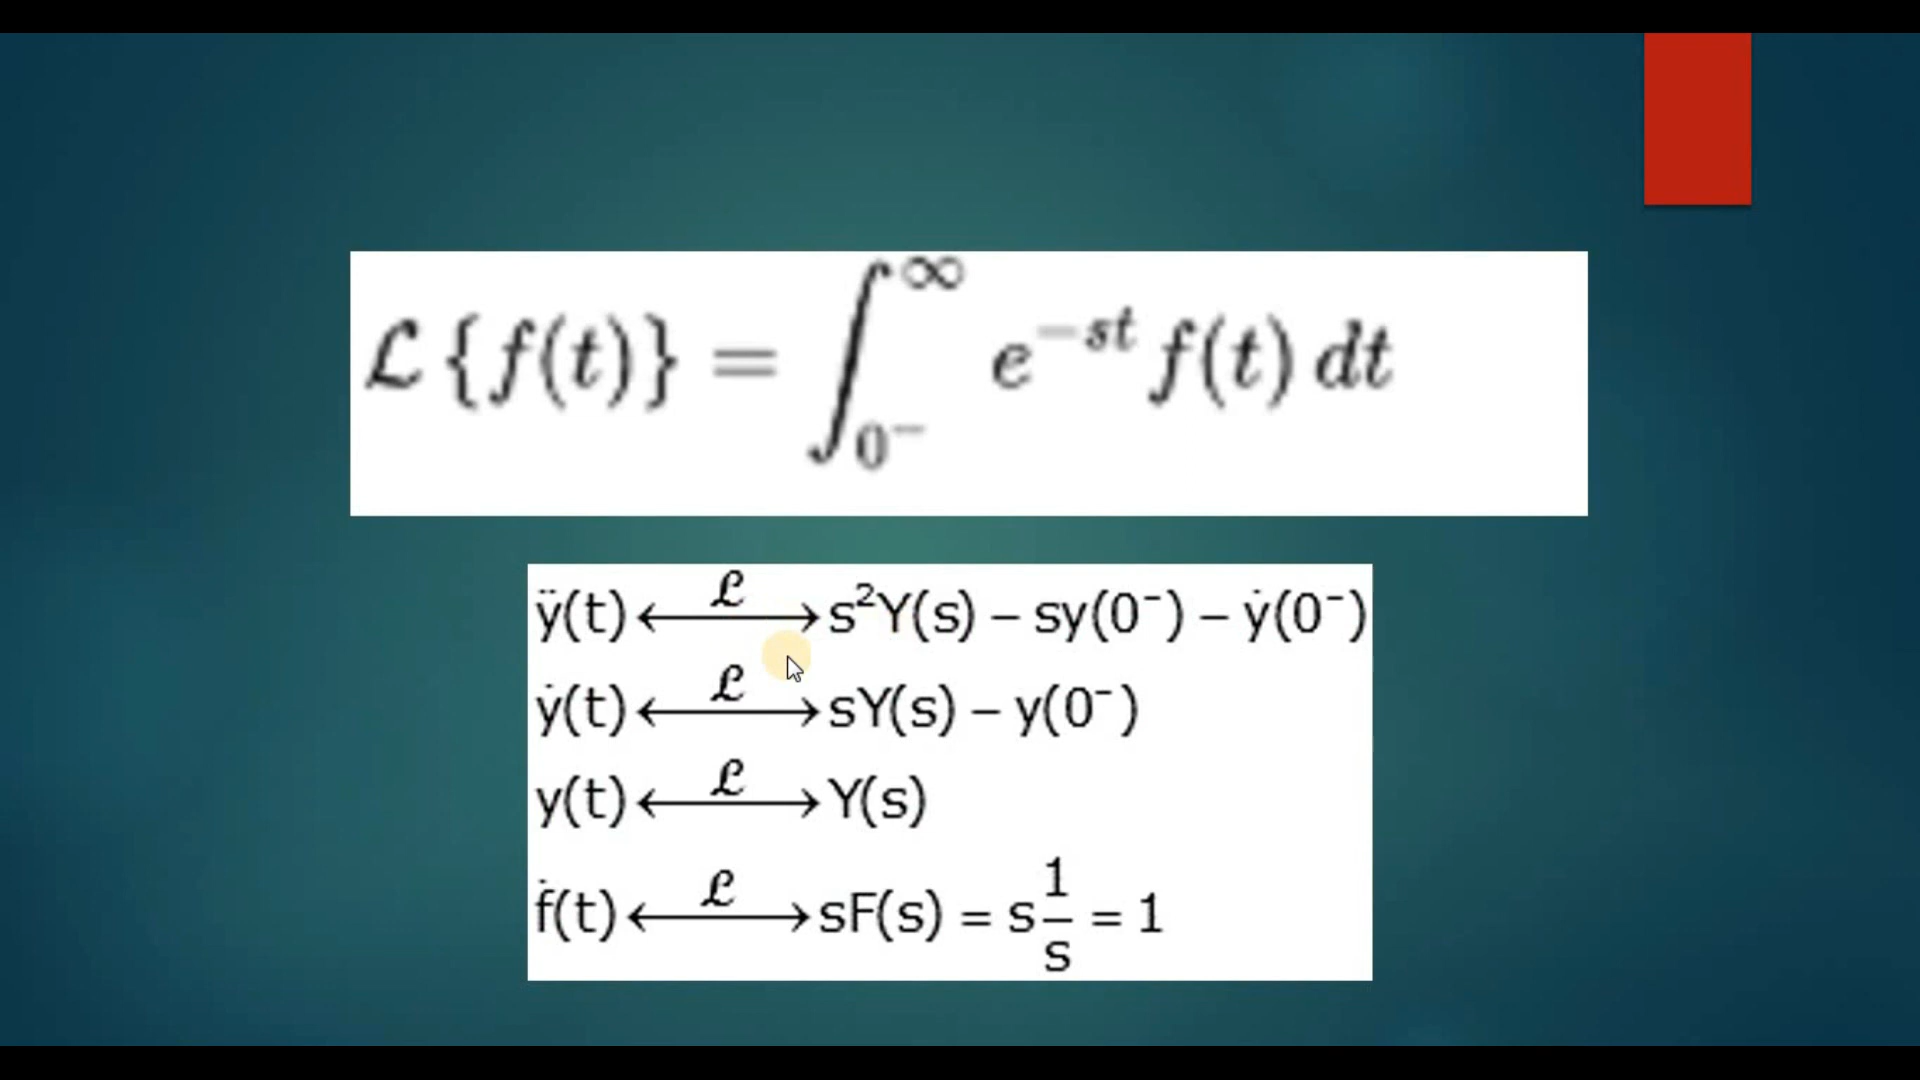 ℒ {f(t)} = ∫₀₋^∞ e^{−st} f(t) dt
ÿ(t) ⟷^ℒ s²Y(s) − sy(0⁻) − ẏ(0⁻)
ẏ(t) ⟷^ℒ sY(s) − y(0⁻)
y(t) ⟷^ℒ Y(s)
ḟ(t) ⟷^ℒ sF(s) = s 1/s = 1